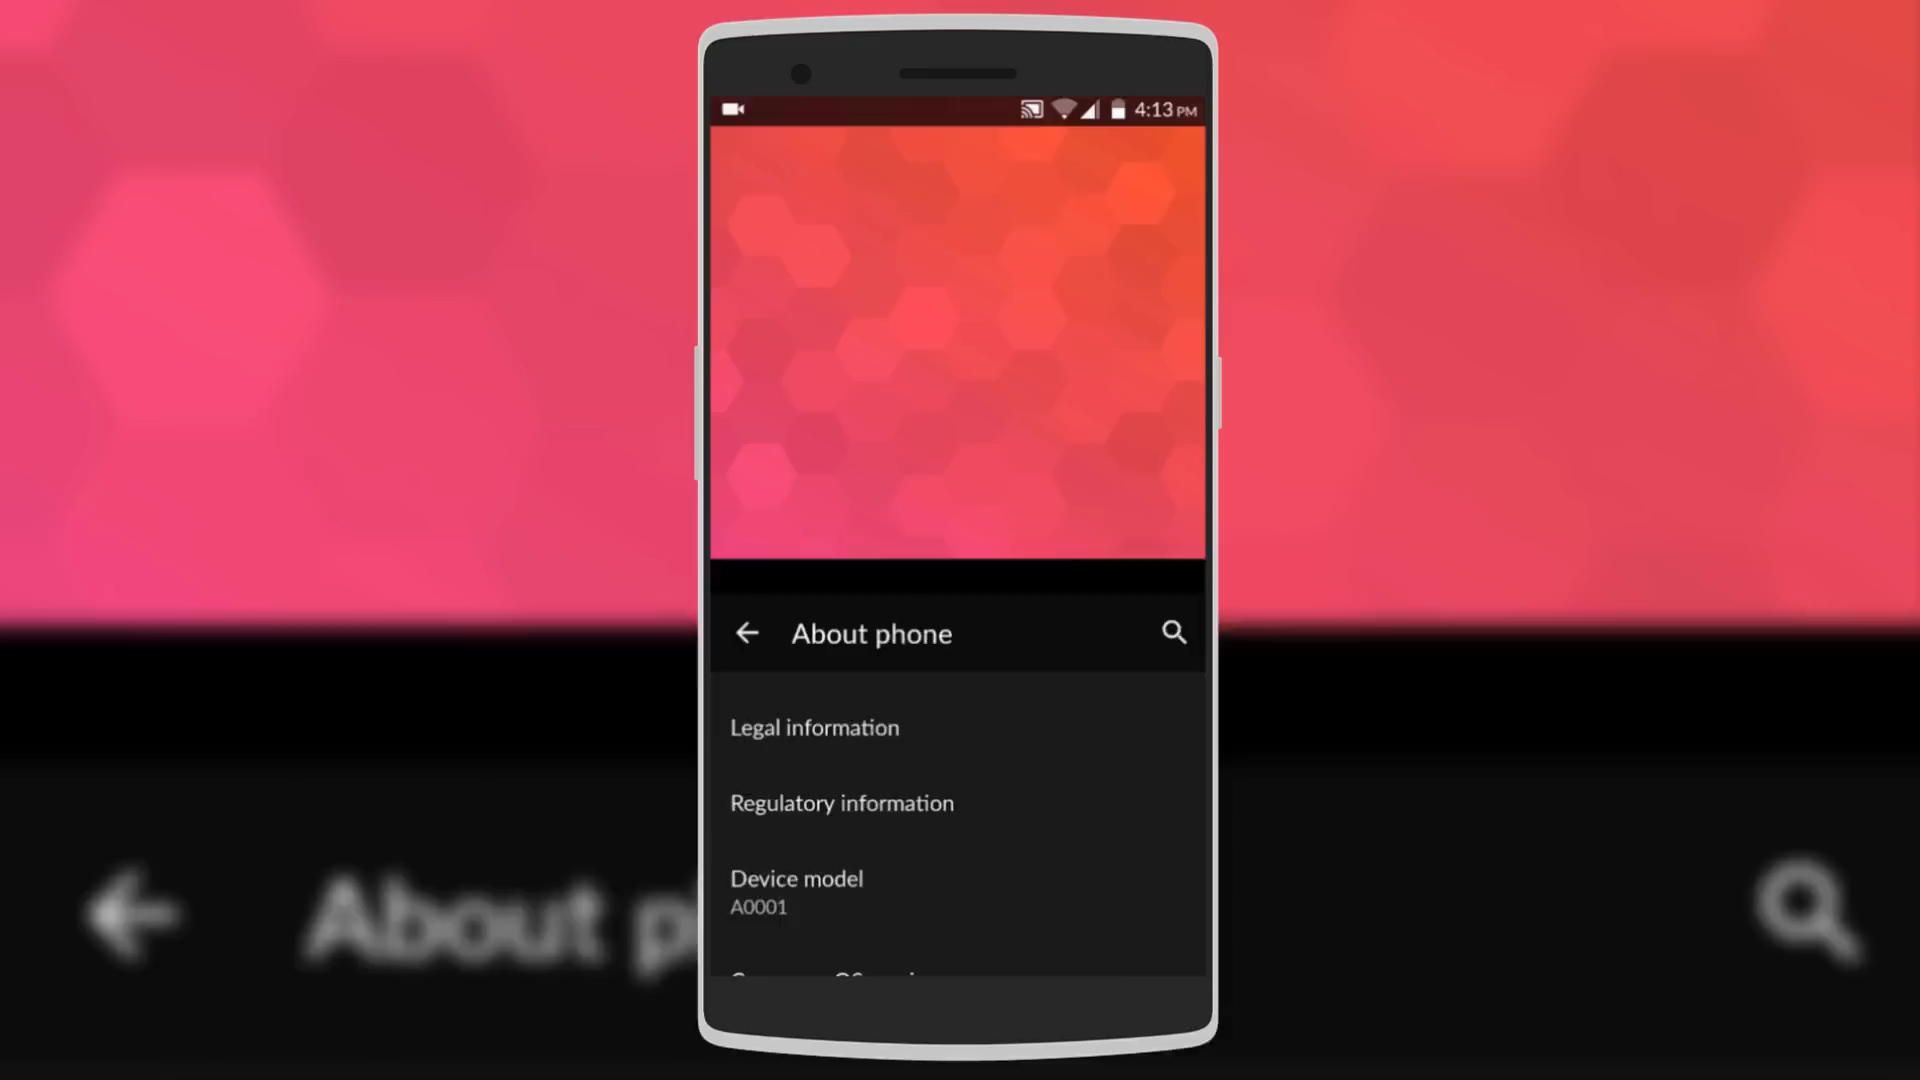 4:13 PM
About phone
Legal information
Regulatory information
Device model
A0001
About p